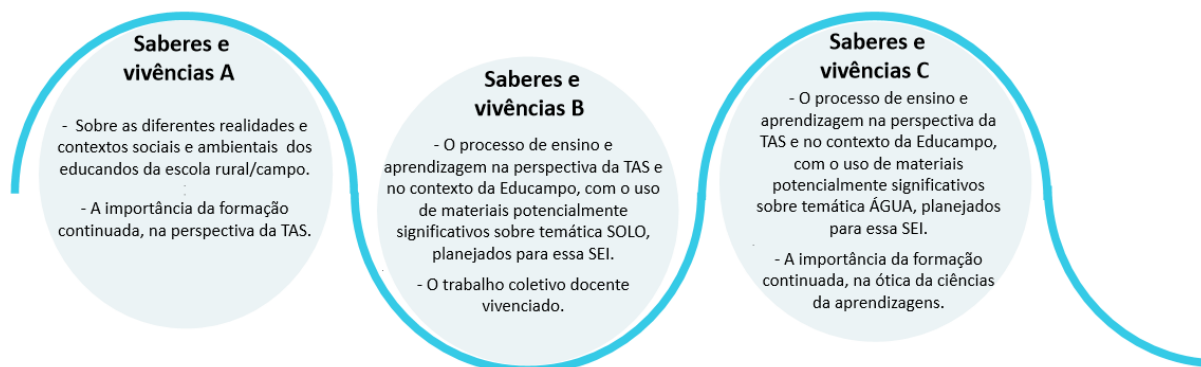 Saberes e
vivências A
- Sobre as diferentes realidades e
contextos sociais e ambientais dos
educandos da escola rural/campo.
- A importância da formação
continuada, na perspectiva da TAS.
Saberes e
vivências B
- O processo de ensino e
aprendizagem na perspectiva da TAS e
no contexto da Educampo, com o uso
de materiais potencialmente
significativos sobre temática SOLO,
planejados para essa SEI.
- O trabalho coletivo docente
vivenciado.
Saberes e
vivências C
- O processo de ensino e
aprendizagem na perspectiva da
TAS e no contexto da Educampo,
com o uso de materiais
potencialmente significativos
sobre temática ÁGUA, planejados
para essa SEI.
- A importância da formação
continuada, na ótica da ciências
da aprendizagens.